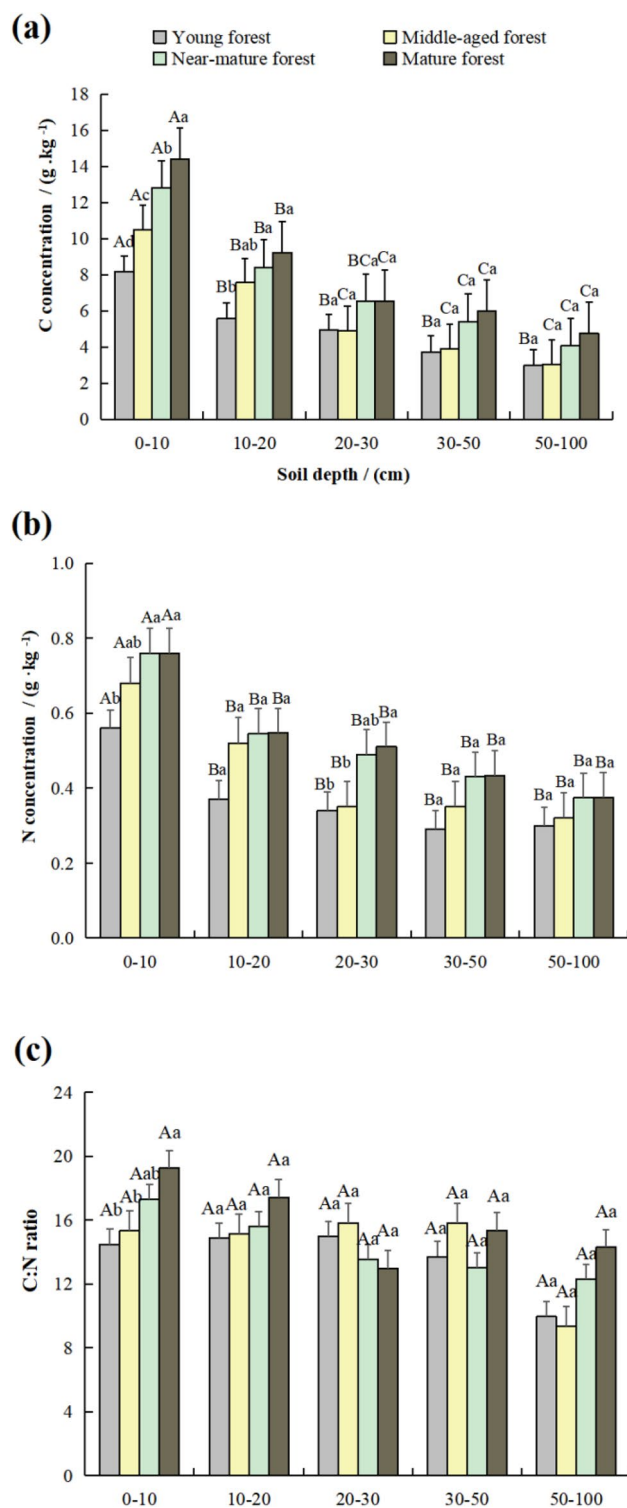 (a)
Young forest Middle-aged forest
Near-mature forest Mature forest
C concentration / (g .kg⁻¹)
18
16
14
12
10
8
6
4
2
0
Ad Ac Ab Aa
Bb Bab Ba Ba
Ba Ca BCa Ca
Ba Ca Ca Ca
Ba Ca Ca Ca
0-10 10-20 20-30 30-50 50-100
Soil depth / (cm)
(b)
N concentration / (g ·kg⁻¹)
1.0
0.8
0.6
0.4
0.2
0.0
Ab Aab Aa Aa
Ba Ba Ba Ba
Bb Bb Bab Ba
Ba Ba Ba Ba
Ba Ba Ba Ba
0-10 10-20 20-30 30-50 50-100
(c)
C:N ratio
24
20
16
12
8
4
0
Ab Ab Aab Aa
Aa Aa Aa Aa
Aa Aa Aa Aa
Aa Aa Aa Aa
Aa Aa Aa Aa
0-10 10-20 20-30 30-50 50-100